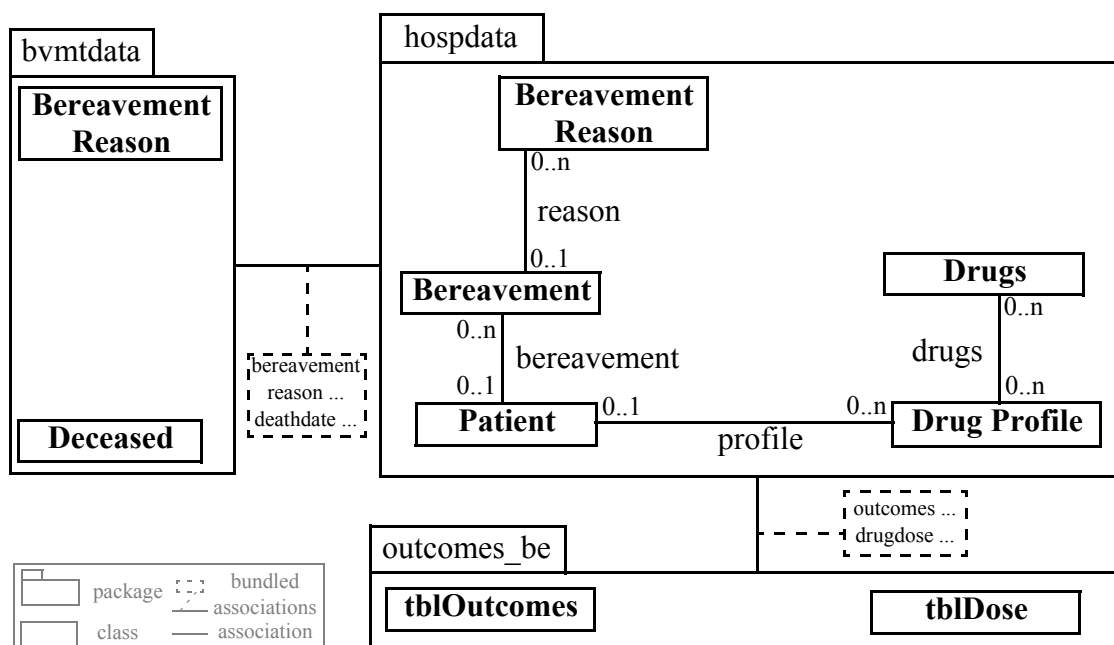 bvmtdata
Bereavement
Reason
Deceased
bereavement
reason ...
deathdate ...
hospdata
Bereavement
Reason
0..n
reason
0..1
Bereavement
0..n
bereavement
0..1
Patient
0..1
profile
0..n
Drugs
0..n
drugs
0..n
Drug Profile
outcomes ...
drugdose ...
outcomes_be
tblOutcomes
tblDose
package
bundled
associations
class
association